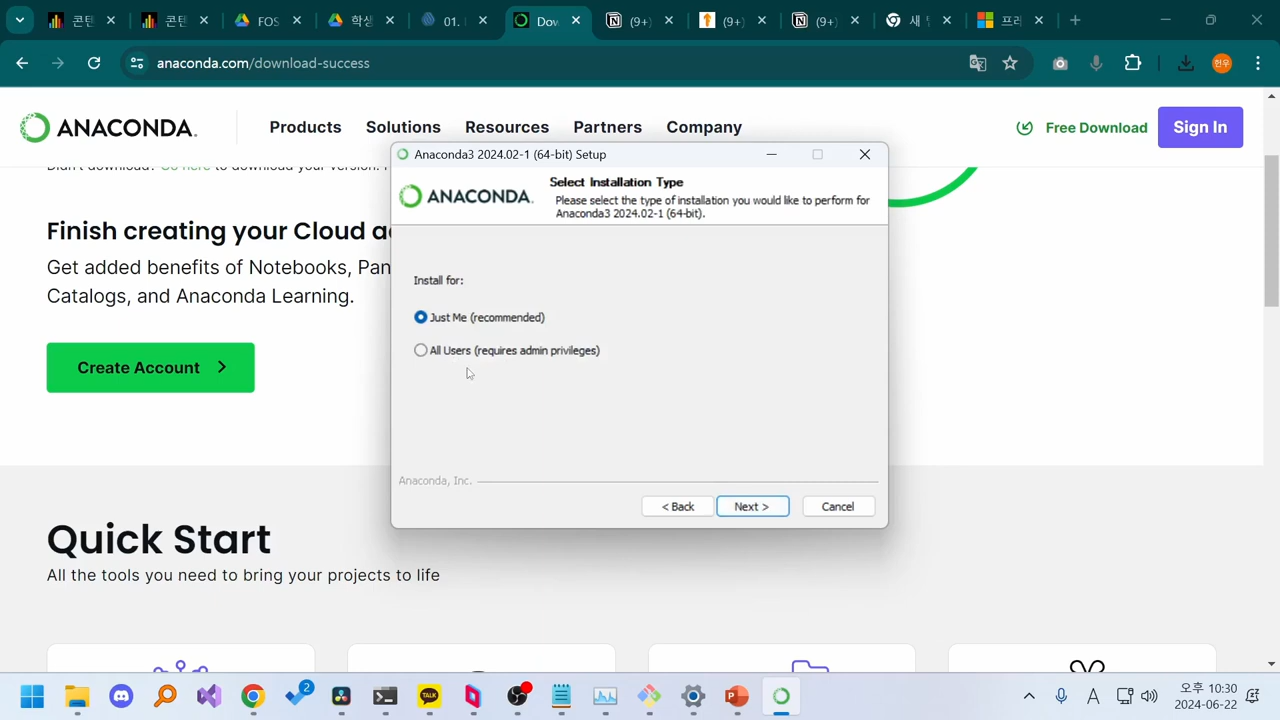 콘텐
콘텐
FOS
학생
01. I
Dow
(9+)
(9+)
(9+)
새
프리
anaconda.com/download-success
현우
ANACONDA.
Products
Solutions
Resources
Partners
Company
Free Download
Sign In
Finish creating your Cloud a
Get added benefits of Notebooks, Pan
Catalogs, and Anaconda Learning.
Create Account
Anaconda3 2024.02-1 (64-bit) Setup
ANACONDA.
Select Installation Type
Please select the type of installation you would like to perform for
Anaconda3 2024.02-1 (64-bit).
Install for:
Just Me (recommended)
All Users (requires admin privileges)
Anaconda, Inc.
< Back
Next >
Cancel
Quick Start
All the tools you need to bring your projects to life
2
TALK
A
오후 10:30
2024-06-22